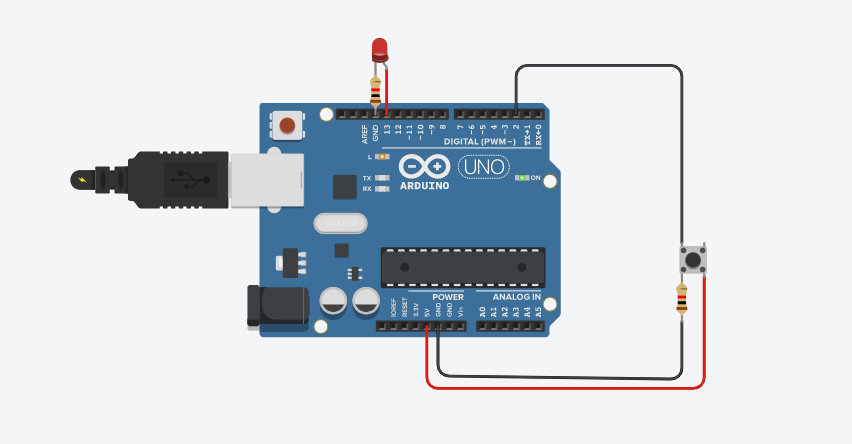 AREF
GND
13
12
~11
~10
~9
8
7
~6
~5
4
~3
2
TX→1
RX←0
DIGITAL (PWM~)
L
TX
RX
ARDUINO
UNO
ON
POWER
ANALOG IN
IOREF
RESET
3.3V
5V
GND
GND
Vin
A0
A1
A2
A3
A4
A5